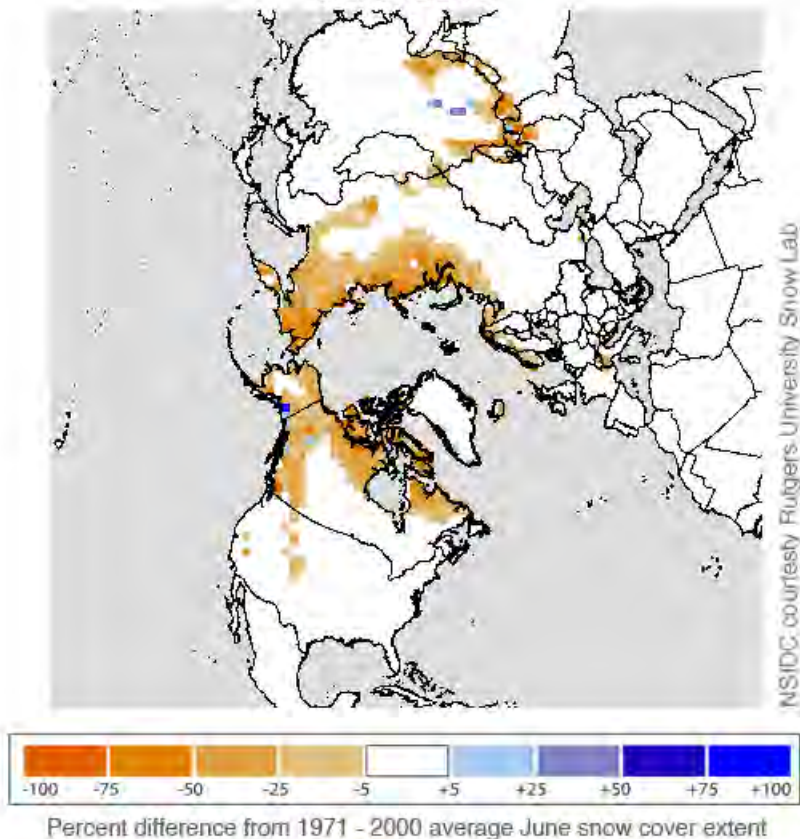 NSIDC courtesty Rutgers University Snow Lab
-100 -75 -50 -25 -5 +5 +25 +50 +75 +100
Percent difference from 1971 - 2000 average June snow cover extent